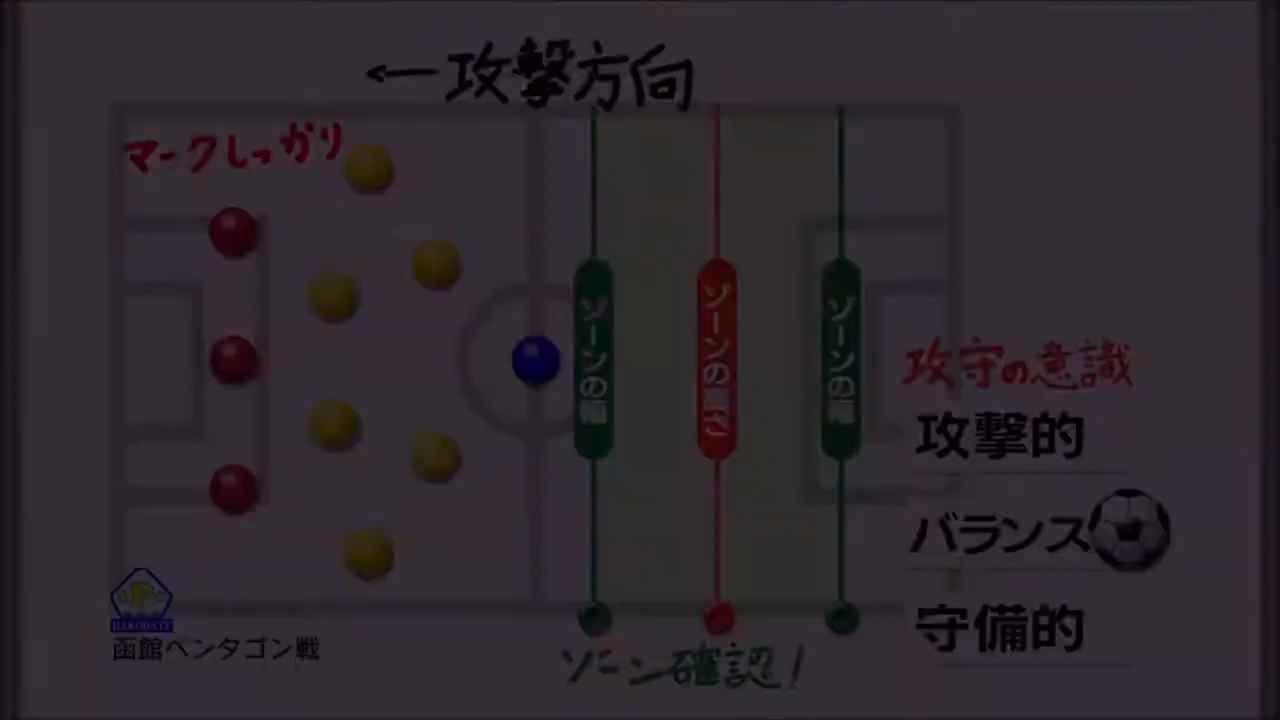 ←攻撃方向
マークしっかり
ゾーンの幅
ゾーンの高さ
ゾーンの幅
攻守の意識
攻撃的
バランス
守備的
P
HAKODATE
函館ペンタゴン戦
ゾーン確認!